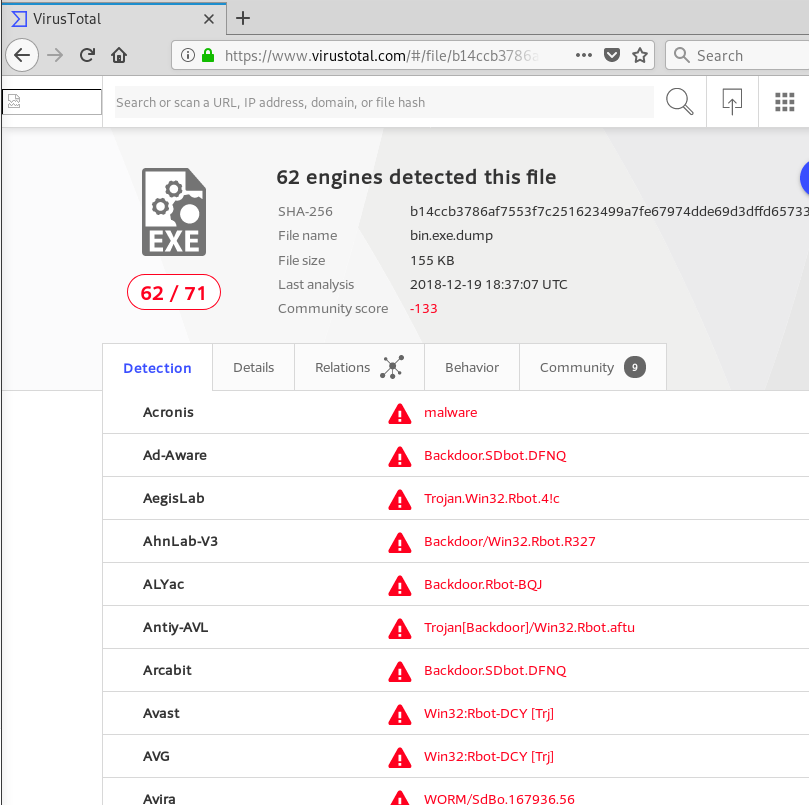 VirusTotal
https://www.virustotal.com/#/file/b14ccb3786a
Search
Search or scan a URL, IP address, domain, or file hash
EXE
62 / 71
62 engines detected this file
SHA-256 b14ccb3786af7553f7c251623499a7fe67974dde69d3dffd65733
File name bin.exe.dump
File size 155 KB
Last analysis 2018-12-19 18:37:07 UTC
Community score -133
Detection Details Relations Behavior Community 9
Acronis malware
Ad-Aware Backdoor.SDbot.DFNQ
AegisLab Trojan.Win32.Rbot.4!c
AhnLab-V3 Backdoor/Win32.Rbot.R327
ALYac Backdoor.Rbot-BQJ
Antiy-AVL Trojan[Backdoor]/Win32.Rbot.aftu
Arcabit Backdoor.SDbot.DFNQ
Avast Win32:Rbot-DCY [Trj]
AVG Win32:Rbot-DCY [Trj]
Avira WORM/SdBo.167936.56